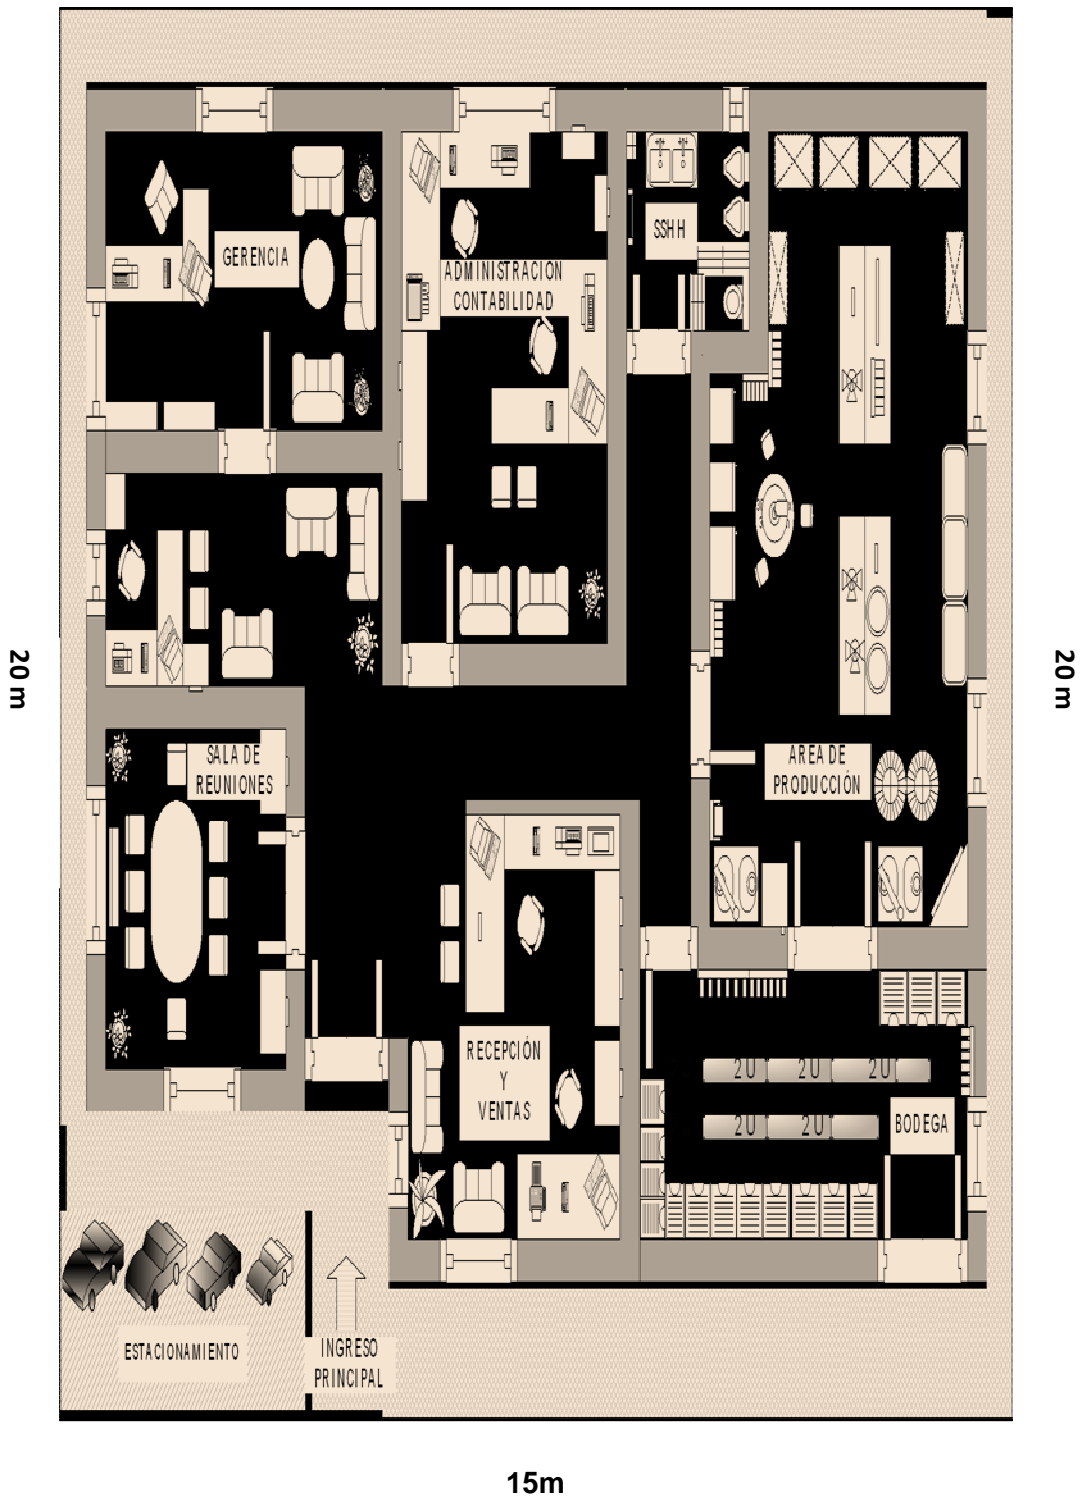 GERENCIA
ADMINISTRACIÓN
CONTABILIDAD
SSHH
20 m
20 m
SALA DE
REUNIONES
AREA DE
PRODUCCIÓN
RECEPCIÓN
Y
VENTAS
2U 2U 2U
2U 2U
BODEGA
ESTACIONAMIENTO
INGRESO
PRINCIPAL
15m